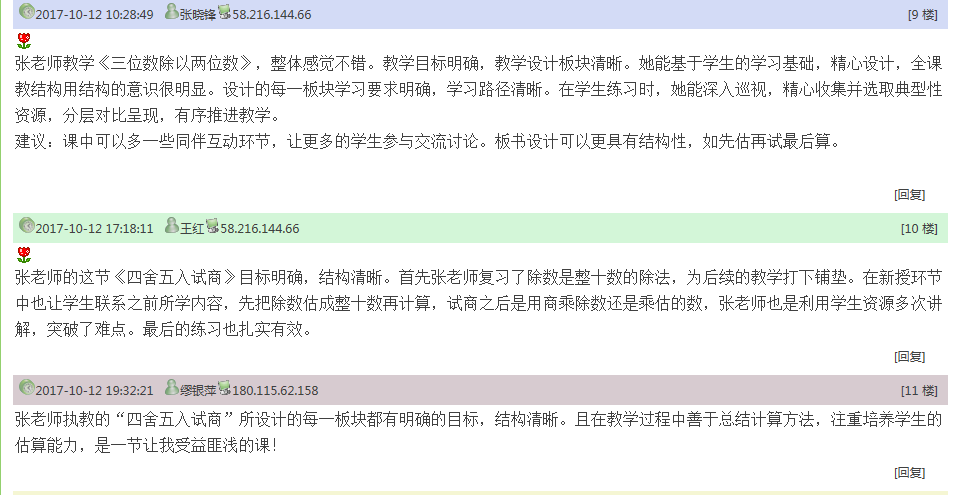 2017-10-12 10:28:49 张晓锋 58.216.144.66 [9 楼]
张老师教学《三位数除以两位数》，整体感觉不错。教学目标明确，教学设计板块清晰。她能基于学生的学习基础，精心设计，全课
教结构用结构的意识很明显。设计的每一板块学习要求明确，学习路径清晰。在学生练习时，她能深入巡视，精心收集并选取典型性
资源，分层对比呈现，有序推进教学。
建议：课中可以多一些同伴互动环节，让更多的学生参与交流讨论。板书设计可以更具有结构性，如先估再试最后算。
[回复]
2017-10-12 17:18:11 王红 58.216.144.66 [10 楼]
张老师的这节《四舍五入试商》目标明确，结构清晰。首先张老师复习了除数是整十数的除法，为后续的教学打下铺垫。在新授环节
中也让学生联系之前所学内容，先把除数估成整十数再计算，试商之后是用商乘除数还是乘估的数，张老师也是利用学生资源多次讲
解，突破了难点。最后的练习也扎实有效。
[回复]
2017-10-12 19:32:21 缪银萍 180.115.62.158 [11 楼]
张老师执教的“四舍五入试商”所设计的每一板块都有明确的目标，结构清晰。且在教学过程中善于总结计算方法，注重培养学生的
估算能力，是一节让我受益匪浅的课！
[回复]